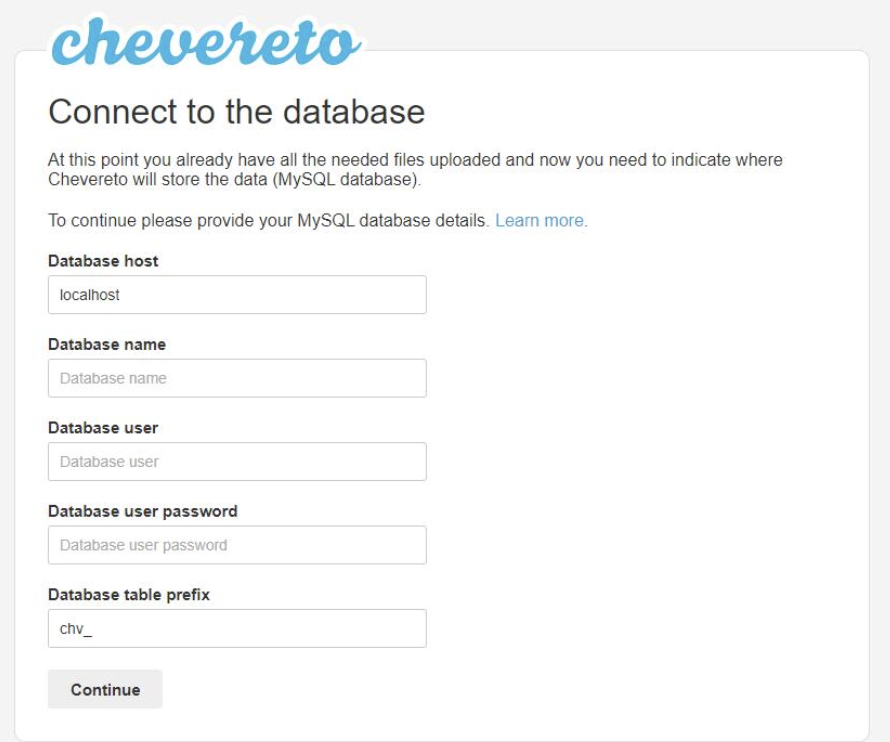 chevereto
Connect to the database
At this point you already have all the needed files uploaded and now you need to indicate where
Chevereto will store the data (MySQL database).
To continue please provide your MySQL database details. Learn more.
Database host
localhost
Database name
Database name
Database user
Database user
Database user password
Database user password
Database table prefix
chv_
Continue